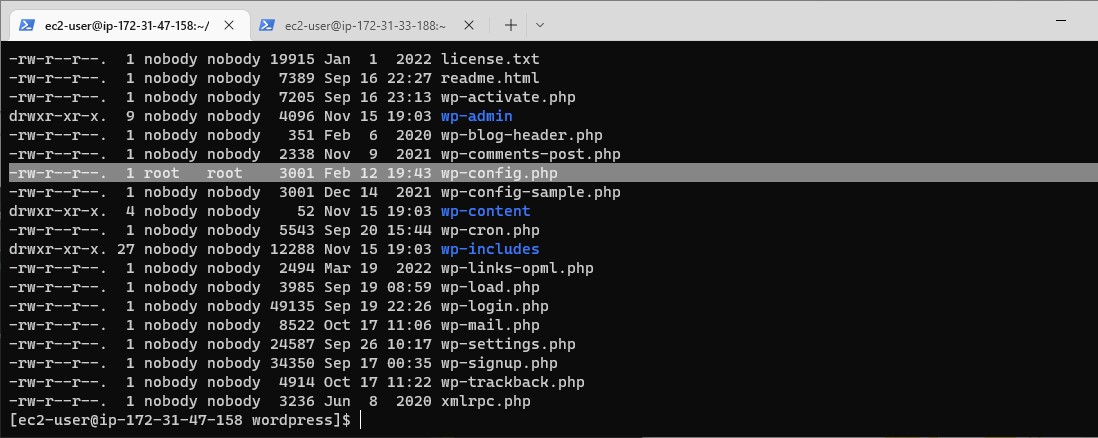 ec2-user@ip-172-31-47-158:~/
ec2-user@ip-172-31-33-188:~
-rw-r--r--.  1 nobody nobody 19915 Jan  1  2022 license.txt
-rw-r--r--.  1 nobody nobody  7389 Sep 16 22:27 readme.html
-rw-r--r--.  1 nobody nobody  7205 Sep 16 23:13 wp-activate.php
drwxr-xr-x.  9 nobody nobody  4096 Nov 15 19:03 wp-admin
-rw-r--r--.  1 nobody nobody   351 Feb  6  2020 wp-blog-header.php
-rw-r--r--.  1 nobody nobody  2338 Nov  9  2021 wp-comments-post.php
-rw-r--r--.  1 root   root    3001 Feb 12 19:43 wp-config.php
-rw-r--r--.  1 nobody nobody  3001 Dec 14  2021 wp-config-sample.php
drwxr-xr-x.  4 nobody nobody    52 Nov 15 19:03 wp-content
-rw-r--r--.  1 nobody nobody  5543 Sep 20 15:44 wp-cron.php
drwxr-xr-x. 27 nobody nobody 12288 Nov 15 19:03 wp-includes
-rw-r--r--.  1 nobody nobody  2494 Mar 19  2022 wp-links-opml.php
-rw-r--r--.  1 nobody nobody  3985 Sep 19 08:59 wp-load.php
-rw-r--r--.  1 nobody nobody 49135 Sep 19 22:26 wp-login.php
-rw-r--r--.  1 nobody nobody  8522 Oct 17 11:06 wp-mail.php
-rw-r--r--.  1 nobody nobody 24587 Sep 26 10:17 wp-settings.php
-rw-r--r--.  1 nobody nobody 34350 Sep 17 00:35 wp-signup.php
-rw-r--r--.  1 nobody nobody  4914 Oct 17 11:22 wp-trackback.php
-rw-r--r--.  1 nobody nobody  3236 Jun  8  2020 xmlrpc.php
[ec2-user@ip-172-31-47-158 wordpress]$